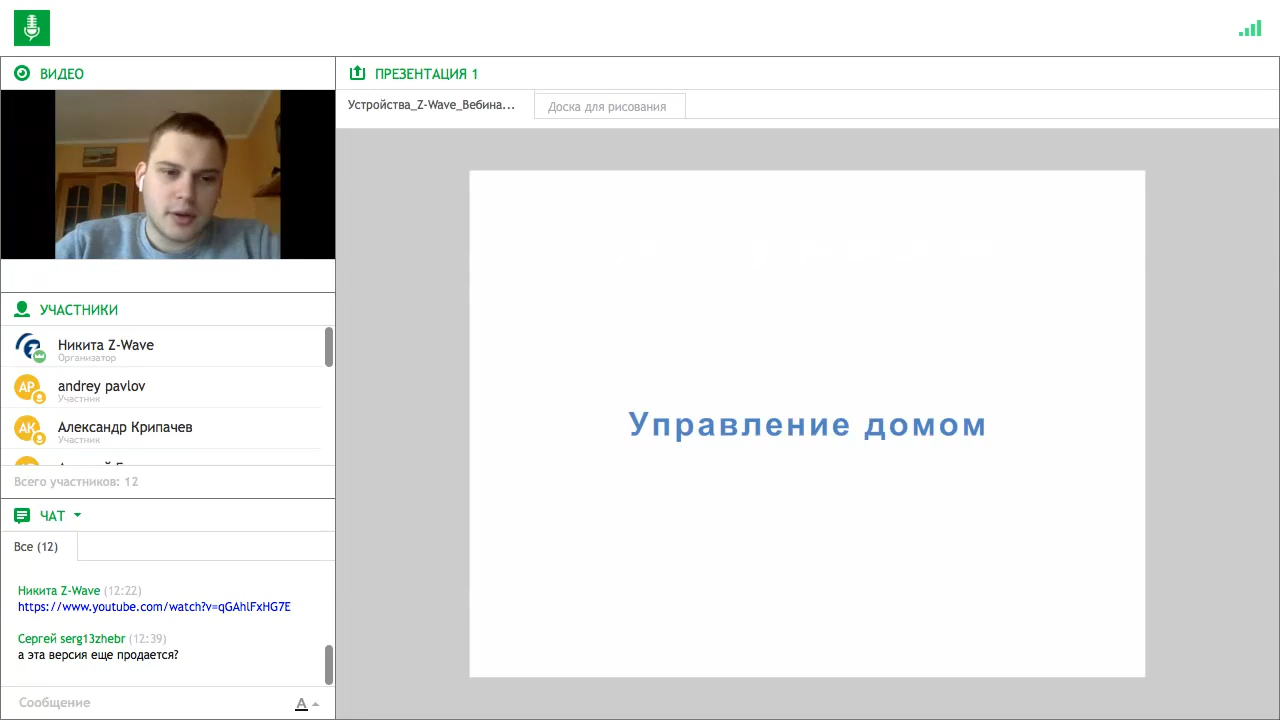 ВИДЕО
ПРЕЗЕНТАЦИЯ 1
Устройства_Z-Wave_Вебина...
Доска для рисования
Управление домом
УЧАСТНИКИ
Никита Z-Wave
Организатор
AP
andrey pavlov
Участник
АК
Александр Крипачев
Участник
Всего участников: 12
ЧАТ
Все (12)
Никита Z-Wave (12:22)
https://www.youtube.com/watch?v=qGAhlFxHG7E
Сергей serg13zhebr (12:39)
а эта версия еще продается?
Сообщение
A